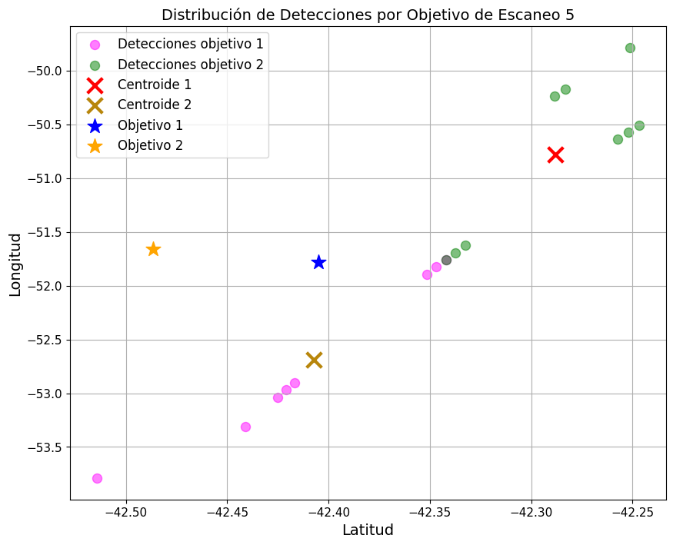 Distribución de Detecciones por Objetivo de Escaneo 5
Detecciones objetivo 1
Detecciones objetivo 2
Centroide 1
Centroide 2
Objetivo 1
Objetivo 2
Longitud
−50.0
−50.5
−51.0
−51.5
−52.0
−52.5
−53.0
−53.5
−42.50
−42.45
−42.40
−42.35
−42.30
−42.25
Latitud